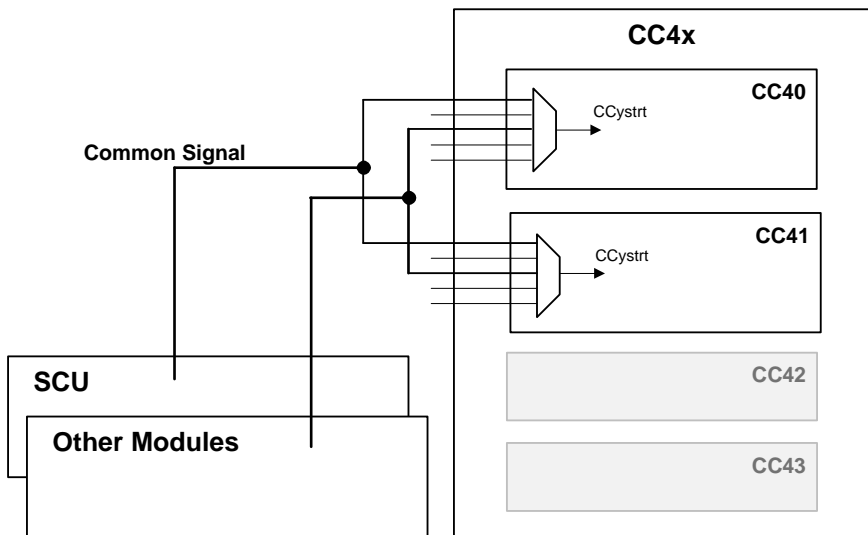 CC4x
CC40
CCystrt
Common Signal
CC41
CCystrt
SCU
CC42
Other Modules
CC43